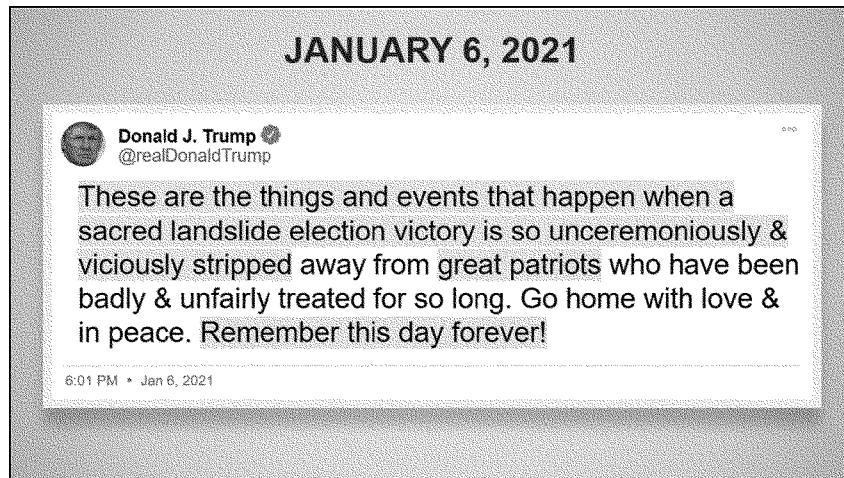 JANUARY 6, 2021
Donald J. Trump
@realDonaldTrump
These are the things and events that happen when a
sacred landslide election victory is so unceremoniously &
viciously stripped away from great patriots who have been
badly & unfairly treated for so long. Go home with love &
in peace. Remember this day forever!
6:01 PM • Jan 6, 2021